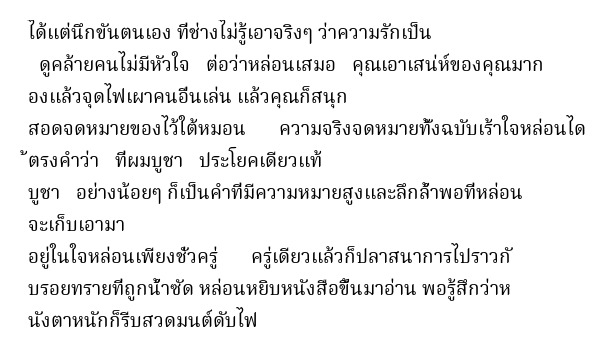 ได้แต่นึกขันตนเอง ที่ช่างไม่รู้เอาจริงๆ ว่าความรักเป็น
ดูคล้ายคนไม่มีหัวใจ ต่อว่าหล่อนเสมอ คุณเอาเสน่ห์ของคุณมาก
องแล้วจุดไฟเผาคนอื่นเล่น แล้วคุณก็สนุก
สอดจดหมายของไว้ใต้หมอน ความจริงจดหมายทั้งฉบับเร้าใจหล่อนได
้ตรงคำว่า ที่ผมบูชา ประโยคเดียวแท้
บูชา อย่างน้อยๆ ก็เป็นคำที่มีความหมายสูงและลึกล้ำพอที่หล่อน
จะเก็บเอามา
อยู่ในใจหล่อนเพียงชั่วครู่ ครู่เดียวแล้วก็ปลาสนาการไปราวกั
บรอยทรายที่ถูกน้ำซัด หล่อนหยิบหนังสือขึ้นมาอ่าน พอรู้สึกว่าห
นังตาหนักก็รีบสวดมนต์ดับไฟ